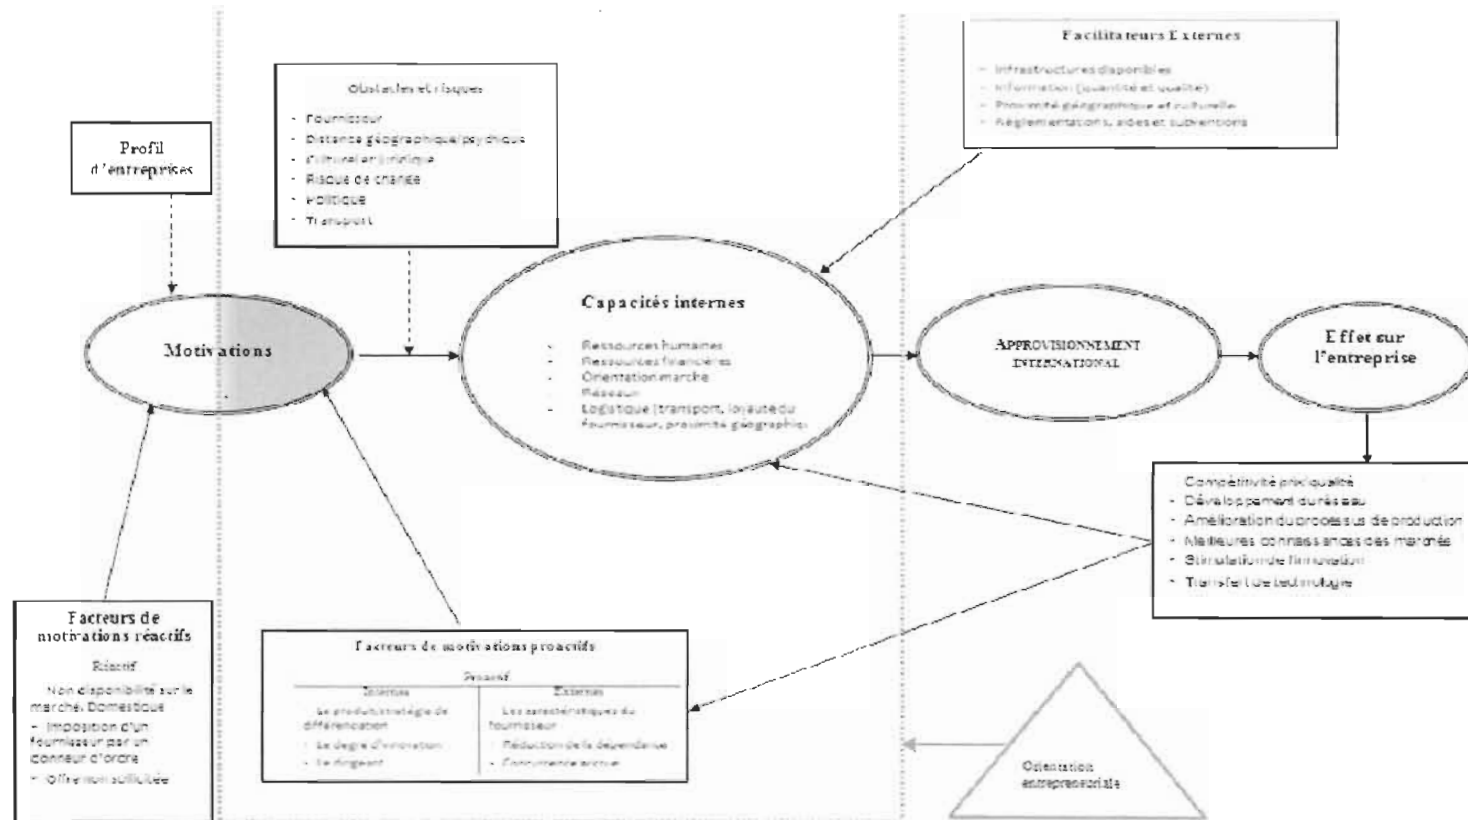 Facilitateurs Externes
- Infrastructures disponibles
- Information (quantité et qualité)
- Proximité géographique et culturelle
- Réglementations, aides et subventions
Obstacles et risques
- Fournisseur
- Distance géographique/psychique
- Culturel et juridique
- Risque de change
- Politique
- Transport
Profil
d'entreprises
Motivations
Capacités internes
- Ressources humaines
- Ressources financières
- Orientation marche
- Réseaux
- Logistique (transport, loyauté du
fournisseur, proximité géographiqu
APPROVISIONNEMENT
INTERNATIONAL
Effet sur
l'entreprise
Compétitivité prix/qualité
- Développement du réseau
- Amélioration du processus de production
- Meilleures connaissances des marchés
- Stimulation de l'innovation
- Transfert de technologie
Facteurs de
motivations réactifs
Réactif
Non disponibilité sur le
marché. Domestique
- Imposition d'un
fournisseur par un
donneur d'ordre
- Offre non sollicitée
Facteurs de motivations proactifs
Proactif
Internes
Le produit/stratégie de
différenciation
- Le degré d'innovation
- Le dirigeant
Externes
Les caractéristiques du
fournisseur
- Réduction de la dépendance
- Concurrence accrue
Orientation
entrepreneuriale